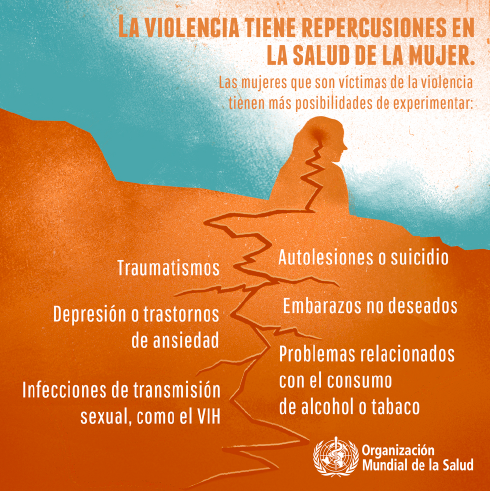 LA VIOLENCIA TIENE REPERCUSIONES EN
LA SALUD DE LA MUJER.
Las mujeres que son víctimas de la violencia
tienen más posibilidades de experimentar:
Traumatismos
Depresión o trastornos
de ansiedad
Infecciones de transmisión
sexual, como el VIH
Autolesiones o suicidio
Embarazos no deseados
Problemas relacionados
con el consumo
de alcohol o tabaco
Organización
Mundial de la Salud